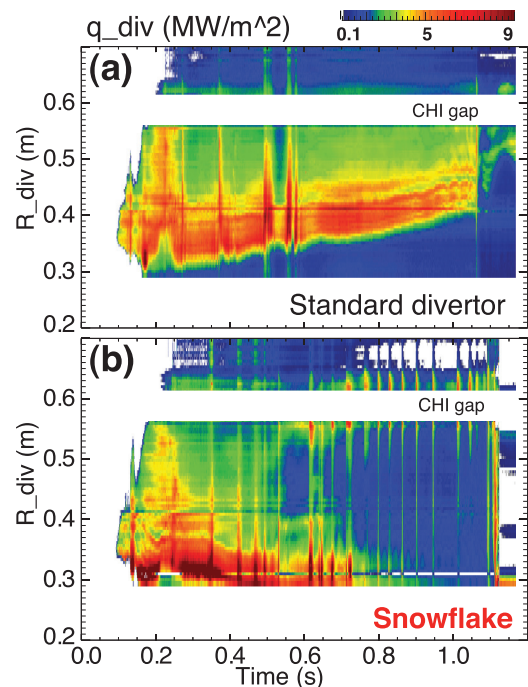 q_div (MW/m^2)
0.1 5 9
(a)
0.6
CHI gap
0.5
R_div (m)
0.4
0.3
Standard divertor
0.2
(b)
0.6
CHI gap
0.5
R_div (m)
0.4
0.3
Snowflake
0.2
0.0 0.2 0.4 0.6 0.8 1.0
Time (s)